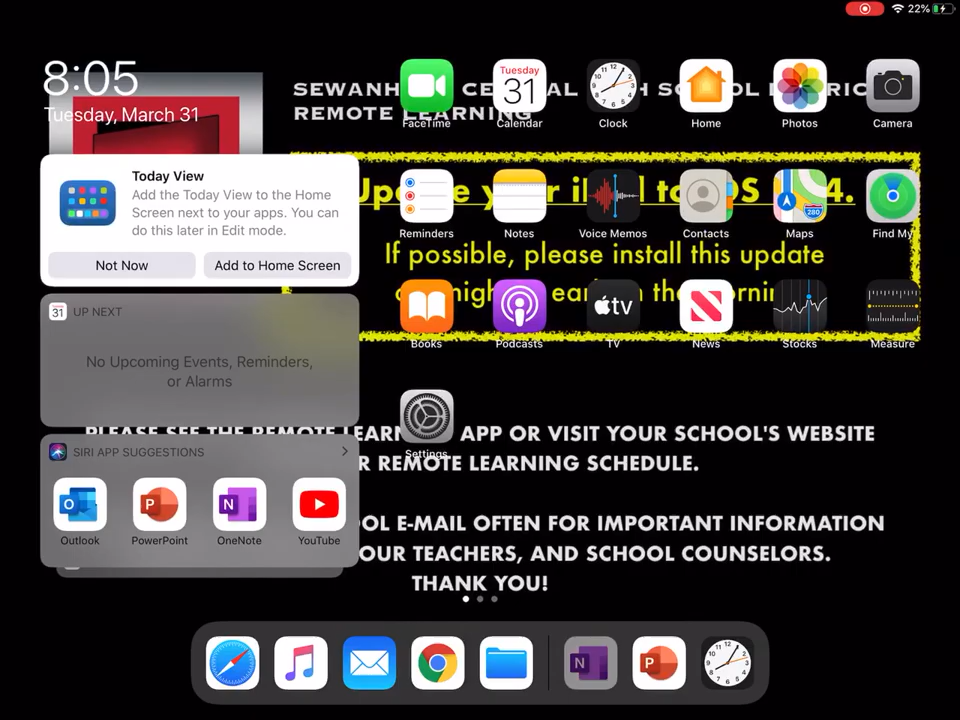 22%
8:05
Tuesday, March 31
SEWANH CE AL H SCHOOL RIC
REMOTE LEARNING
FaceTime
Tuesday
31
Calendar
Clock
Home
Photos
Camera
Today View
Add the Today View to the Home
Screen next to your apps. You can
do this later in Edit mode.
Not Now
Add to Home Screen
Reminders
Notes
Voice Memos
Contacts
280
Maps
Find My
If possible, please install this update
31
UP NEXT
No Upcoming Events, Reminders,
or Alarms
Books
Podcasts
tv
TV
News
Stocks
Measure
Settings
PLEASE SEE THE REMOTE LEAR APP OR VISIT YOUR SCHOOL'S WEBSITE
R REMOTE LEARNING SCHEDULE.
SIRI APP SUGGESTIONS
O
Outlook
P
PowerPoint
N
OneNote
YouTube
OOL E-MAIL OFTEN FOR IMPORTANT INFORMATION
OUR TEACHERS, AND SCHOOL COUNSELORS.
THANK YOU!
N
P